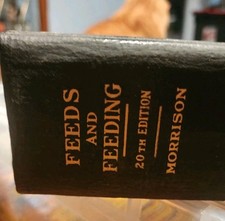 FEEDS
AND
FEEDING
20TH EDITION
MORRISON